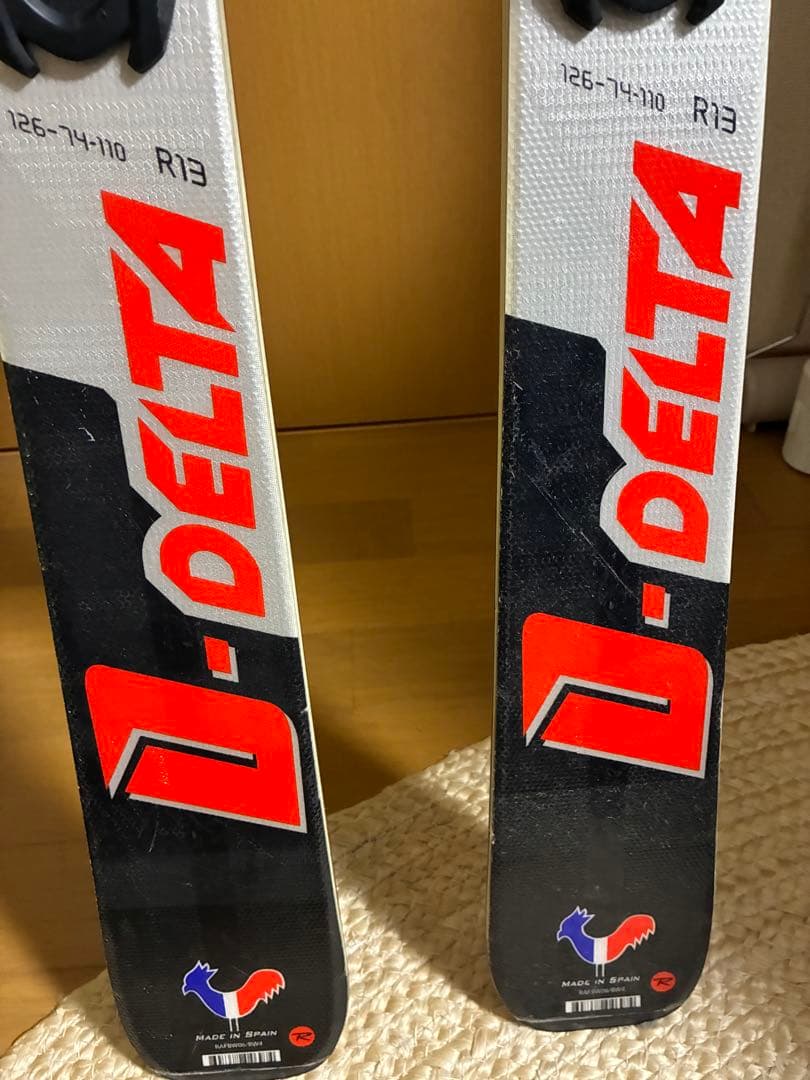 126-74-110 R13
DELTA
D-
MADE IN SPAIN
R
126-74-110 R13
DELTA
D-
MADE IN SPAIN
R